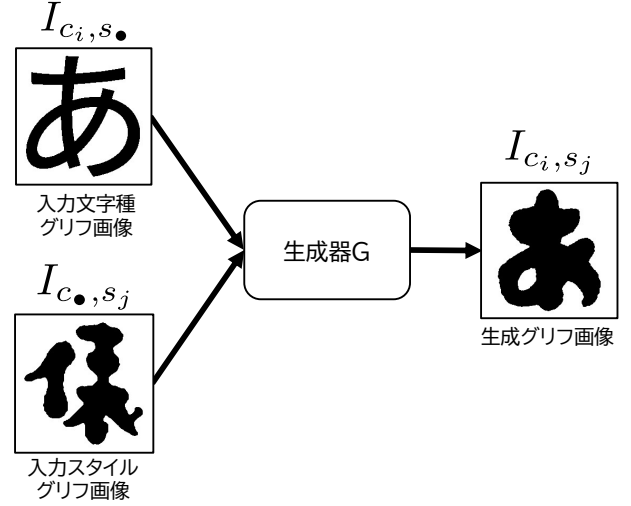 I_{c_i,s_●}
あ
入力文字種
グリフ画像
I_{c_●,s_j}
儀
入力スタイル
グリフ画像
生成器G
I_{c_i,s_j}
あ
生成グリフ画像